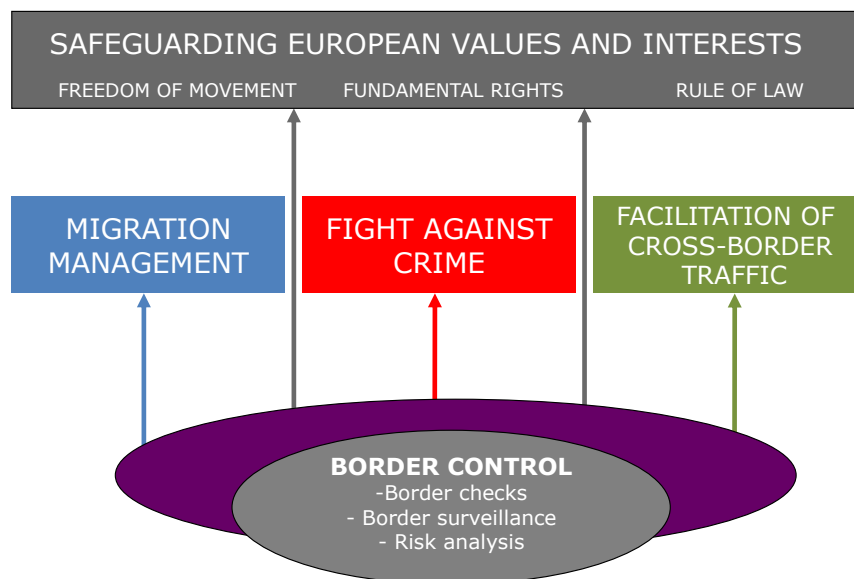 SAFEGUARDING EUROPEAN VALUES AND INTERESTS
FREEDOM OF MOVEMENT FUNDAMENTAL RIGHTS RULE OF LAW
MIGRATION
MANAGEMENT
FIGHT AGAINST
CRIME
FACILITATION OF
CROSS-BORDER
TRAFFIC
BORDER CONTROL
-Border checks
- Border surveillance
- Risk analysis